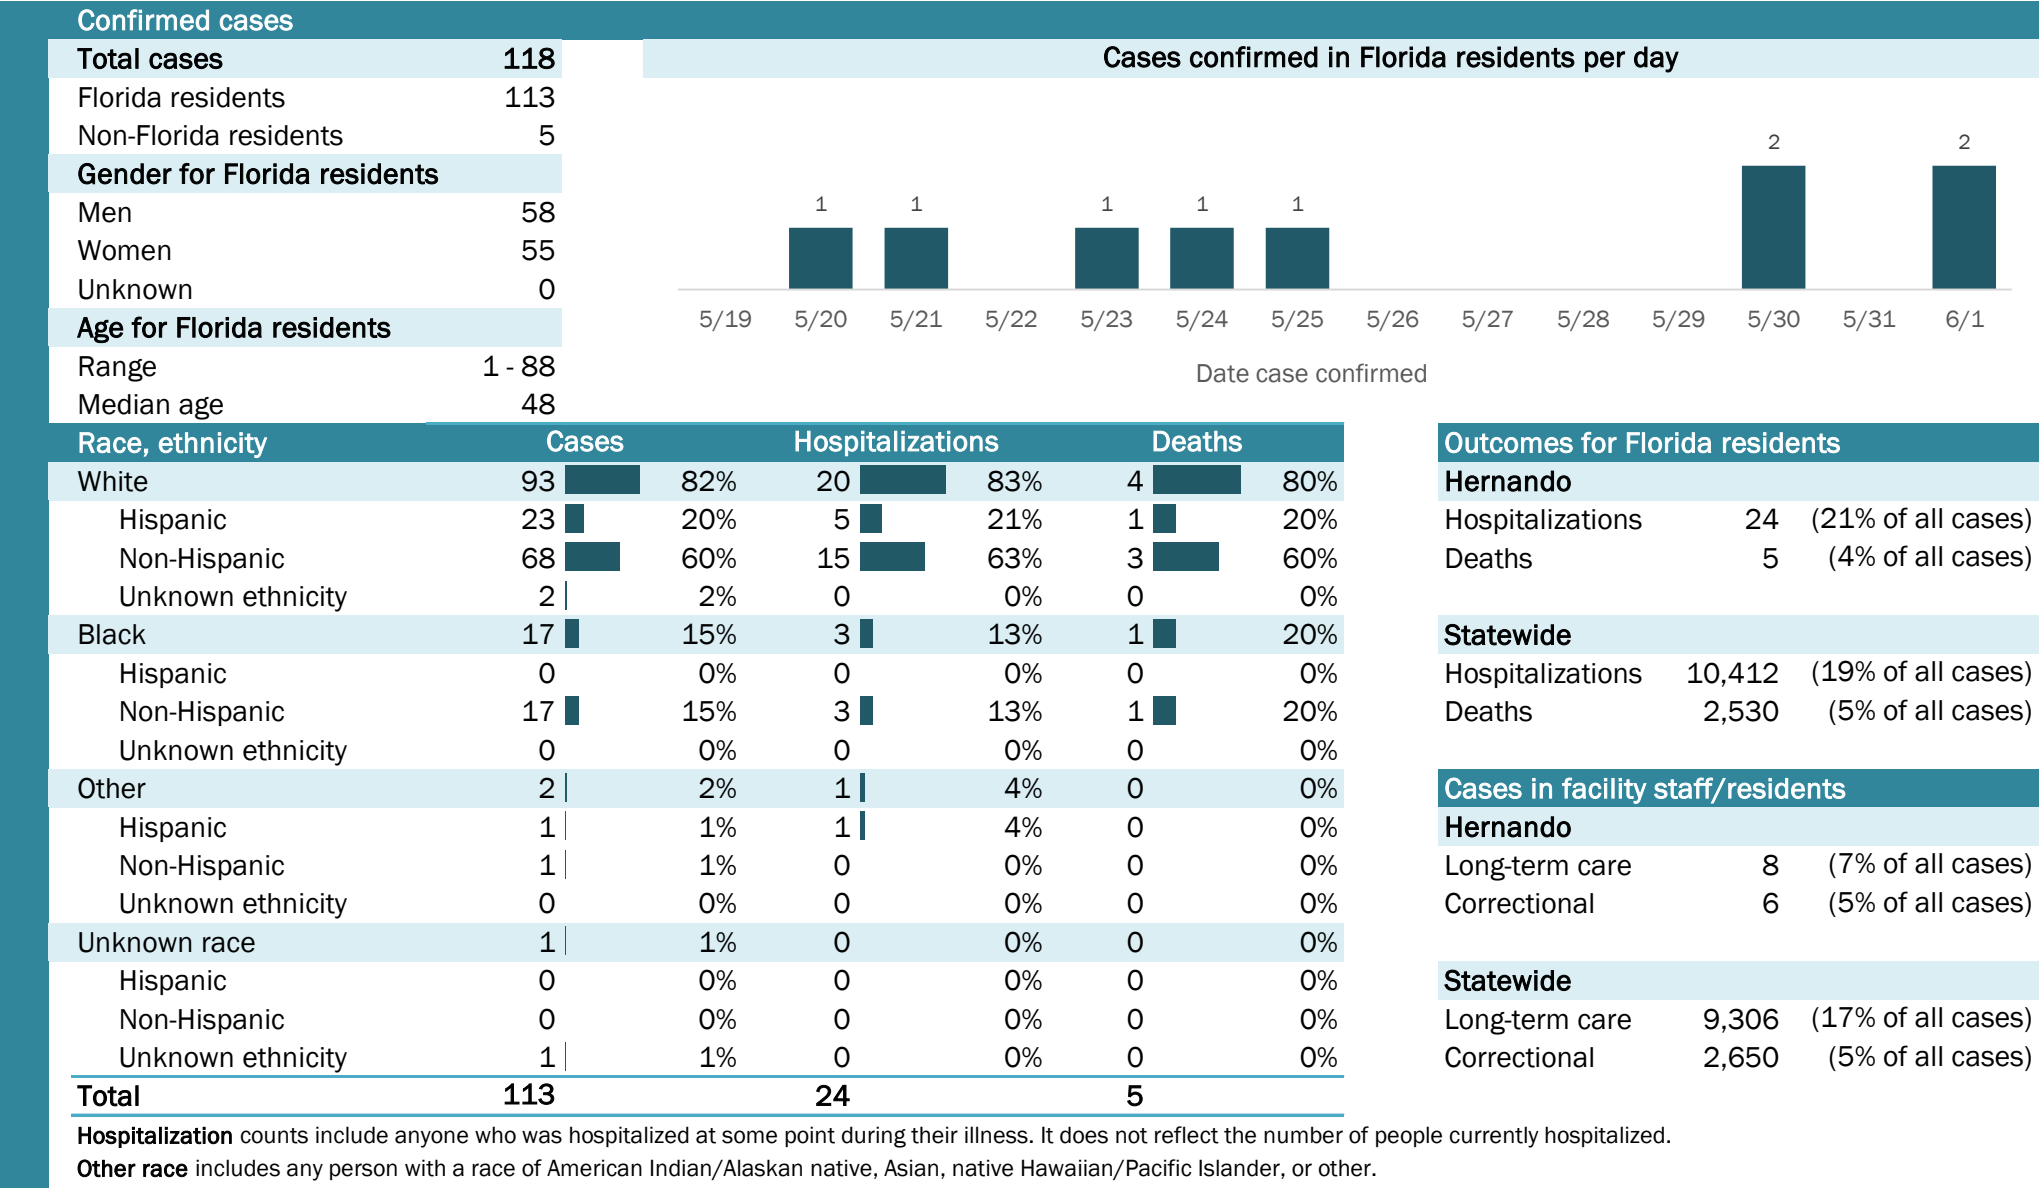 Confirmed cases
Total cases 118
Florida residents 113
Non-Florida residents 5
Gender for Florida residents
Men 58
Women 55
Unknown 0
Age for Florida residents
Range 1 - 88
Median age 48
Cases confirmed in Florida residents per day
1 1 1 1 1 2 2
5/19 5/20 5/21 5/22 5/23 5/24 5/25 5/26 5/27 5/28 5/29 5/30 5/31 6/1
Date case confirmed
Race, ethnicity Cases Hospitalizations Deaths
White 93 82% 20 83% 4 80%
Hispanic 23 20% 5 21% 1 20%
Non-Hispanic 68 60% 15 63% 3 60%
Unknown ethnicity 2 2% 0 0% 0 0%
Black 17 15% 3 13% 1 20%
Hispanic 0 0% 0 0% 0 0%
Non-Hispanic 17 15% 3 13% 1 20%
Unknown ethnicity 0 0% 0 0% 0 0%
Other 2 2% 1 4% 0 0%
Hispanic 1 1% 1 4% 0 0%
Non-Hispanic 1 1% 0 0% 0 0%
Unknown ethnicity 0 0% 0 0% 0 0%
Unknown race 1 1% 0 0% 0 0%
Hispanic 0 0% 0 0% 0 0%
Non-Hispanic 0 0% 0 0% 0 0%
Unknown ethnicity 1 1% 0 0% 0 0%
Total 113 24 5
Outcomes for Florida residents
Hernando
Hospitalizations 24 (21% of all cases)
Deaths 5 (4% of all cases)
Statewide
Hospitalizations 10,412 (19% of all cases)
Deaths 2,530 (5% of all cases)
Cases in facility staff/residents
Hernando
Long-term care 8 (7% of all cases)
Correctional 6 (5% of all cases)
Statewide
Long-term care 9,306 (17% of all cases)
Correctional 2,650 (5% of all cases)
Hospitalization counts include anyone who was hospitalized at some point during their illness. It does not reflect the number of people currently hospitalized.
Other race includes any person with a race of American Indian/Alaskan native, Asian, native Hawaiian/Pacific Islander, or other.